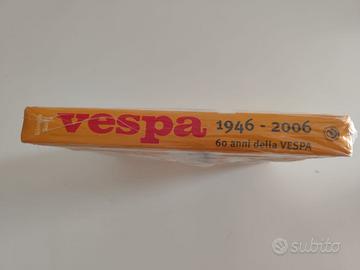 vespa 1946 - 2006
60 anni della VESPA
subito